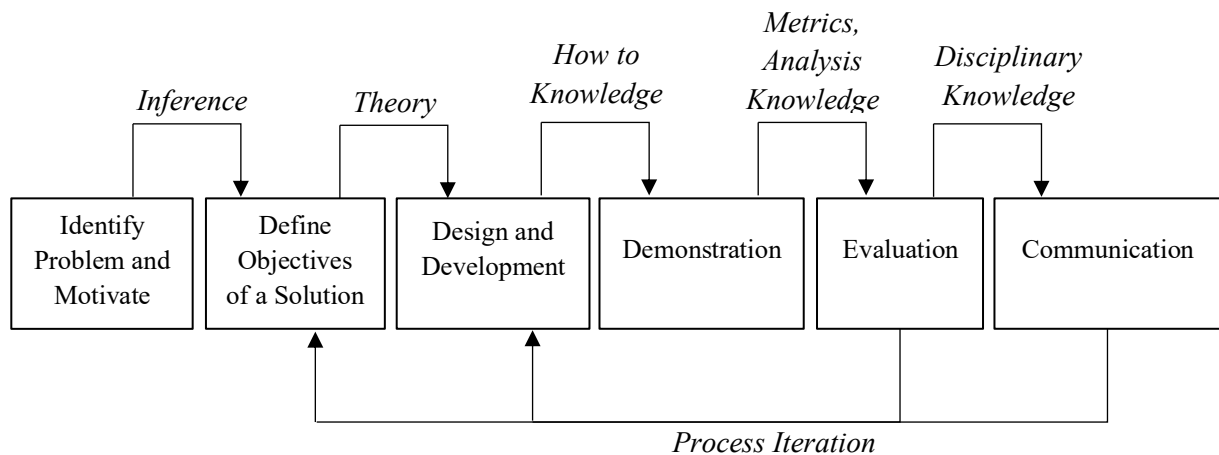 Metrics,
Analysis
Knowledge
How to
Knowledge
Disciplinary
Knowledge
Inference
Theory
Identify
Problem and
Motivate
Define
Objectives
of a Solution
Design and
Development
Demonstration
Evaluation
Communication
Process Iteration